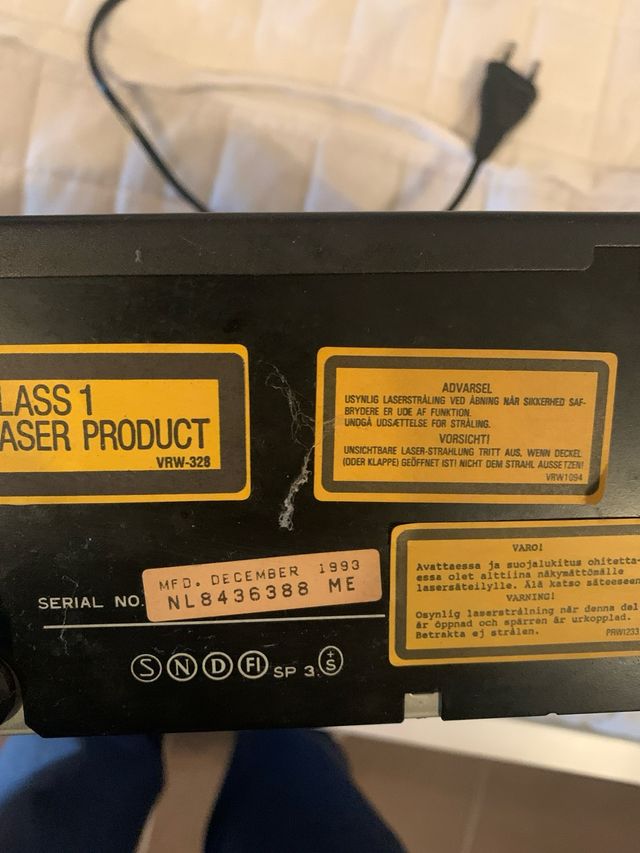 LASS 1
ASER PRODUCT
VRW-328
ADVARSEL
USYNLIG LASERSTRÅLING VED ÅBNING NÅR SIKKERHED SAF-
BRYDERE ER UDE AF FUNKTION.
UNDGÅ UDSÆTTELSE FOR STRÅLING.
VORSICHT!
UNSICHTBARE LASER-STRAHLUNG TRITT AUS, WENN DECKEL
(ODER KLAPPE) GEÖFFNET IST! NICHT DEM STRAHL AUSSETZEN!
VRW1094
VARO!
Avattaessa ja suojalukitus ohitetta-
essa olet alttiina näkymättömälle
lasersäteilylle. Älä katso säteeseen
VARNING!
Osynlig laserstrålning när denna del
är öppnad och spärren är urkopplad.
Betrakta ej strålen.
PRW1233
MFD. DECEMBER 1993
SERIAL NO. NL8436388 ME
S N D FI SP 3 +S